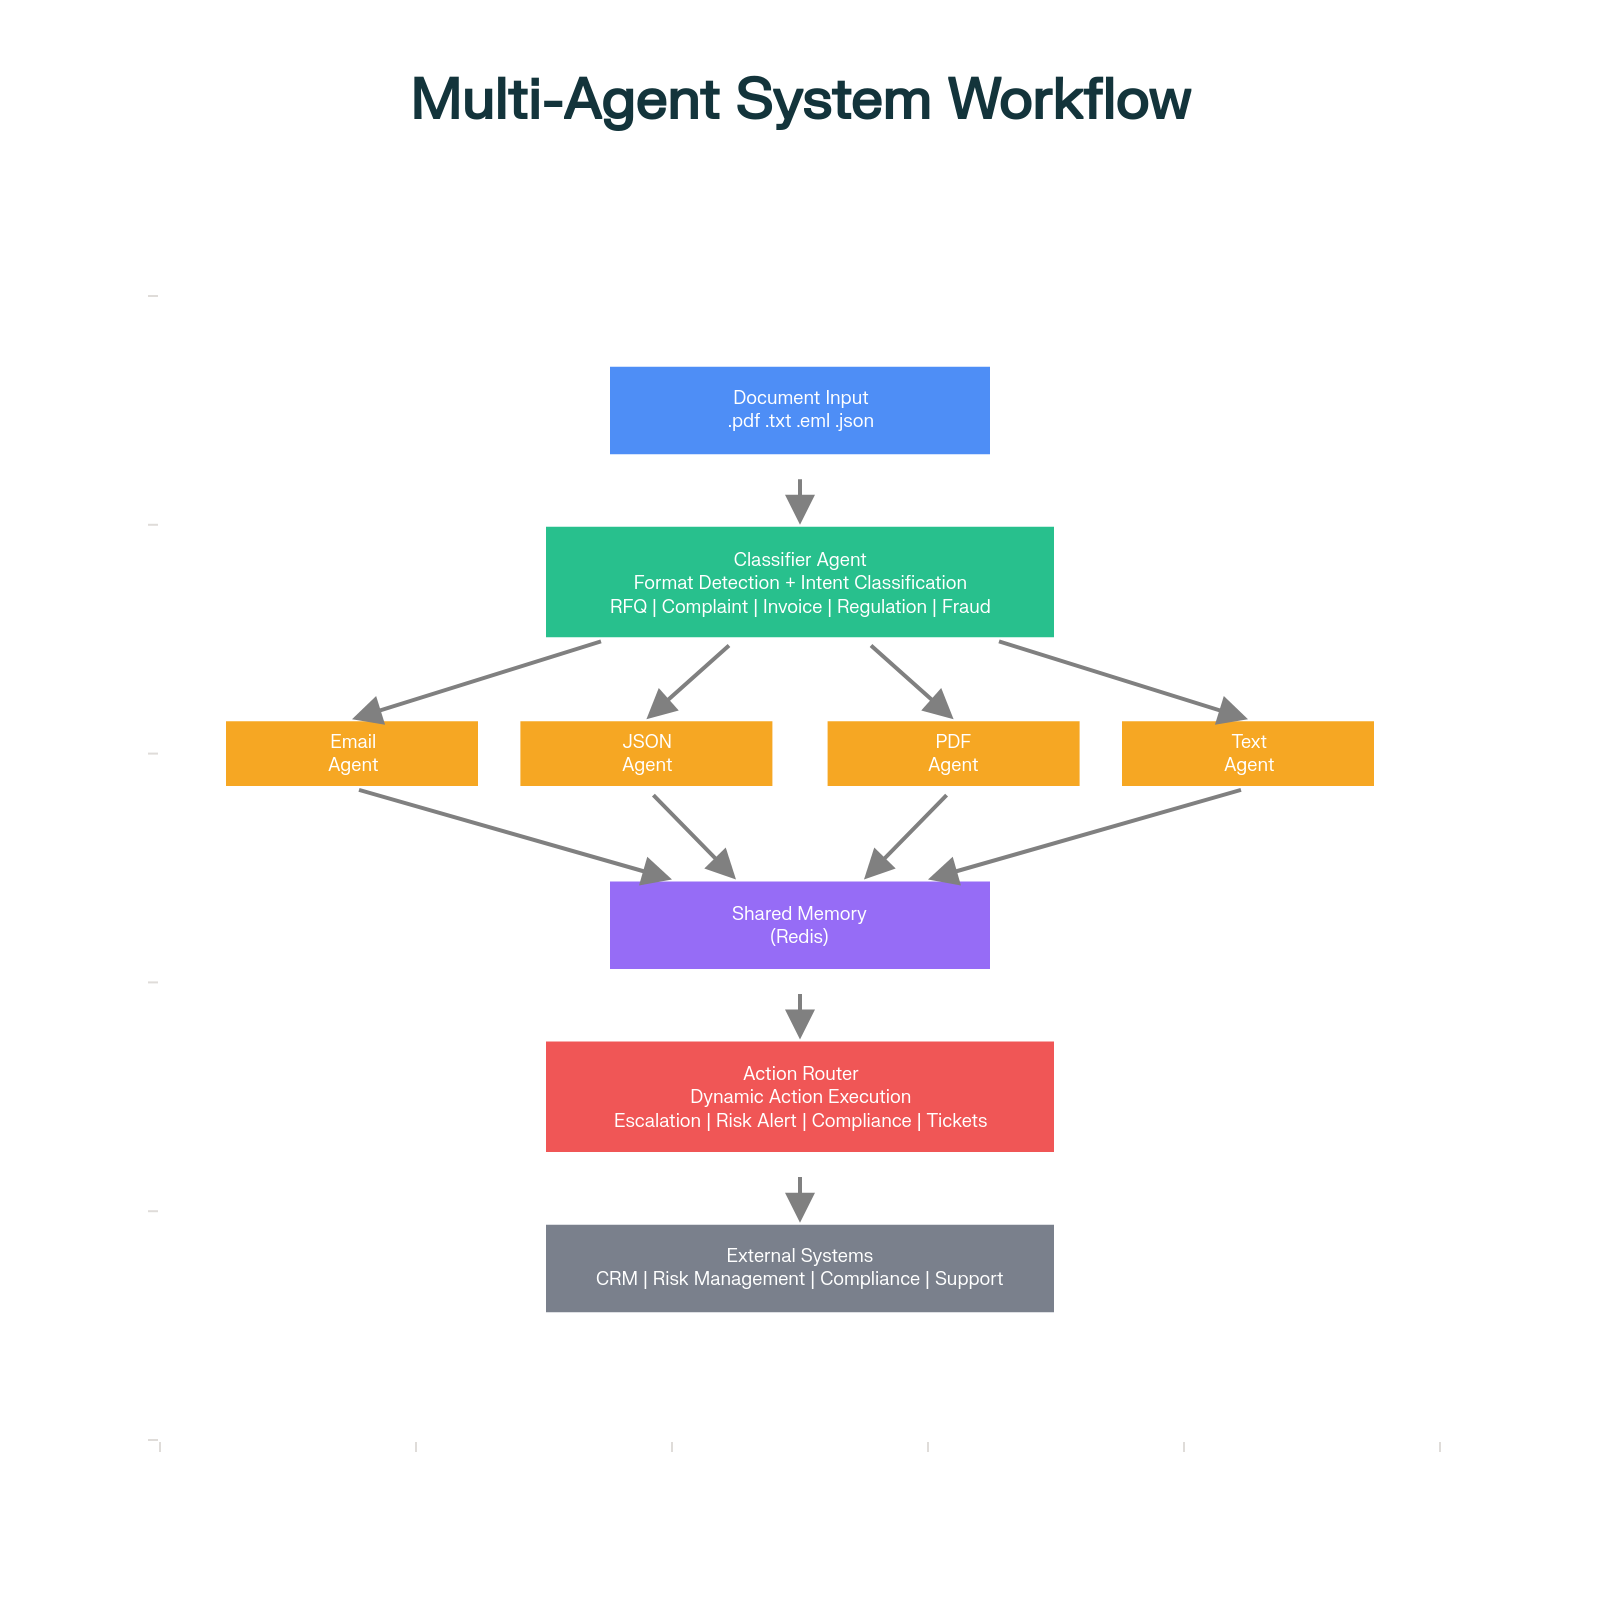 Multi-Agent System Workflow
Document Input
.pdf .txt .eml .json
Classifier Agent
Format Detection + Intent Classification
RFQ | Complaint | Invoice | Regulation | Fraud
Email
Agent
JSON
Agent
PDF
Agent
Text
Agent
Shared Memory
(Redis)
Action Router
Dynamic Action Execution
Escalation | Risk Alert | Compliance | Tickets
External Systems
CRM | Risk Management | Compliance | Support